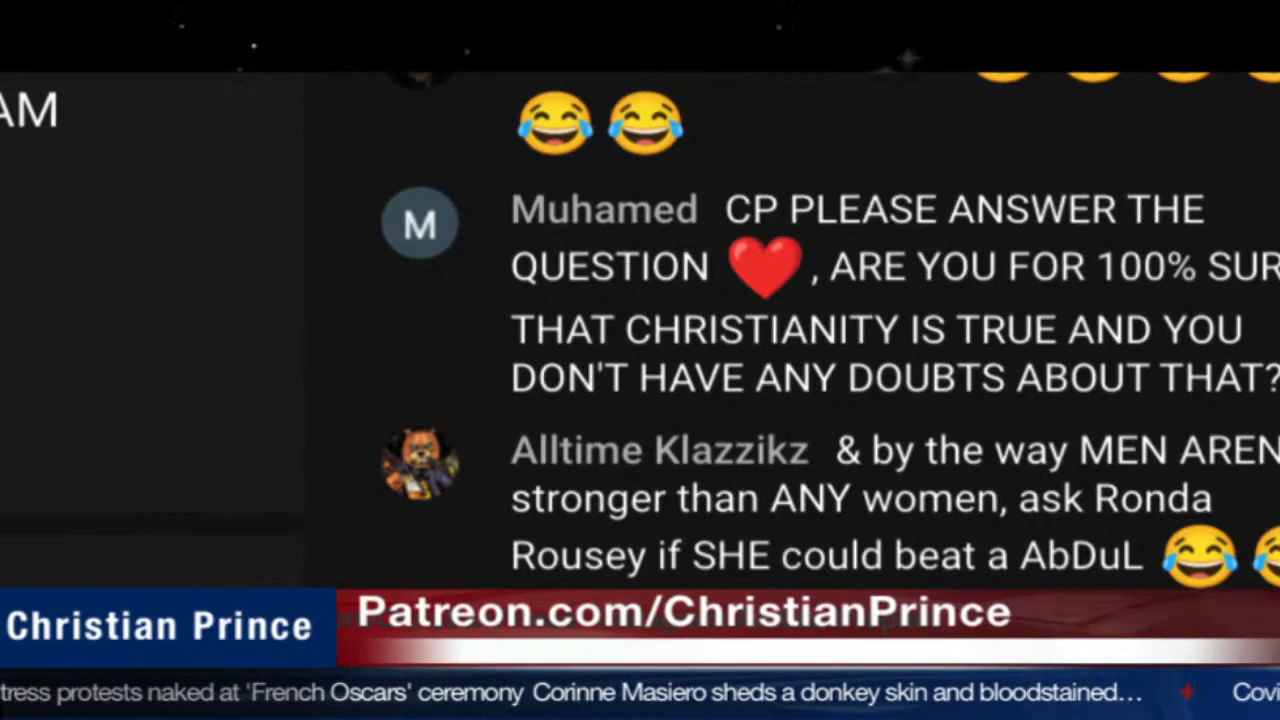 AM
Muhamed CP PLEASE ANSWER THE
QUESTION ❤️, ARE YOU FOR 100% SUR
THAT CHRISTIANITY IS TRUE AND YOU
DON'T HAVE ANY DOUBTS ABOUT THAT?
M
Alltime Klazzikz & by the way MEN AREN
stronger than ANY women, ask Ronda
Rousey if SHE could beat a AbDuL 😂
Christian Prince
Patreon.com/ChristianPrince
tress protests naked at 'French Oscars' ceremony Corinne Masiero sheds a donkey skin and bloodstained… Covi